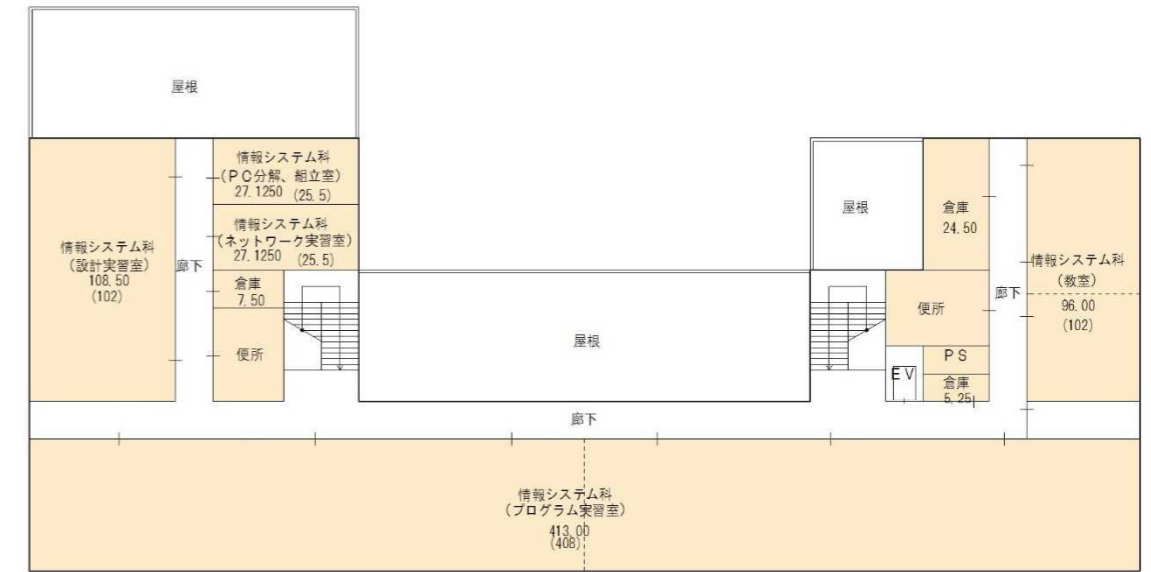 屋根
情報システム科
(PC分解、組立室)
27.1250 (25.5)
情報システム科
(ネットワーク実習室)
27.1250 (25.5)
情報システム科
(設計実習室)
108.50
(102)
廊下
倉庫
7.50
便所
屋根
屋根
倉庫
24.50
便所
PS
EV
倉庫
5.25
廊下
情報システム科
(教室)
96.00
(102)
廊下
情報システム科
(プログラム実習室)
413.00
(408)